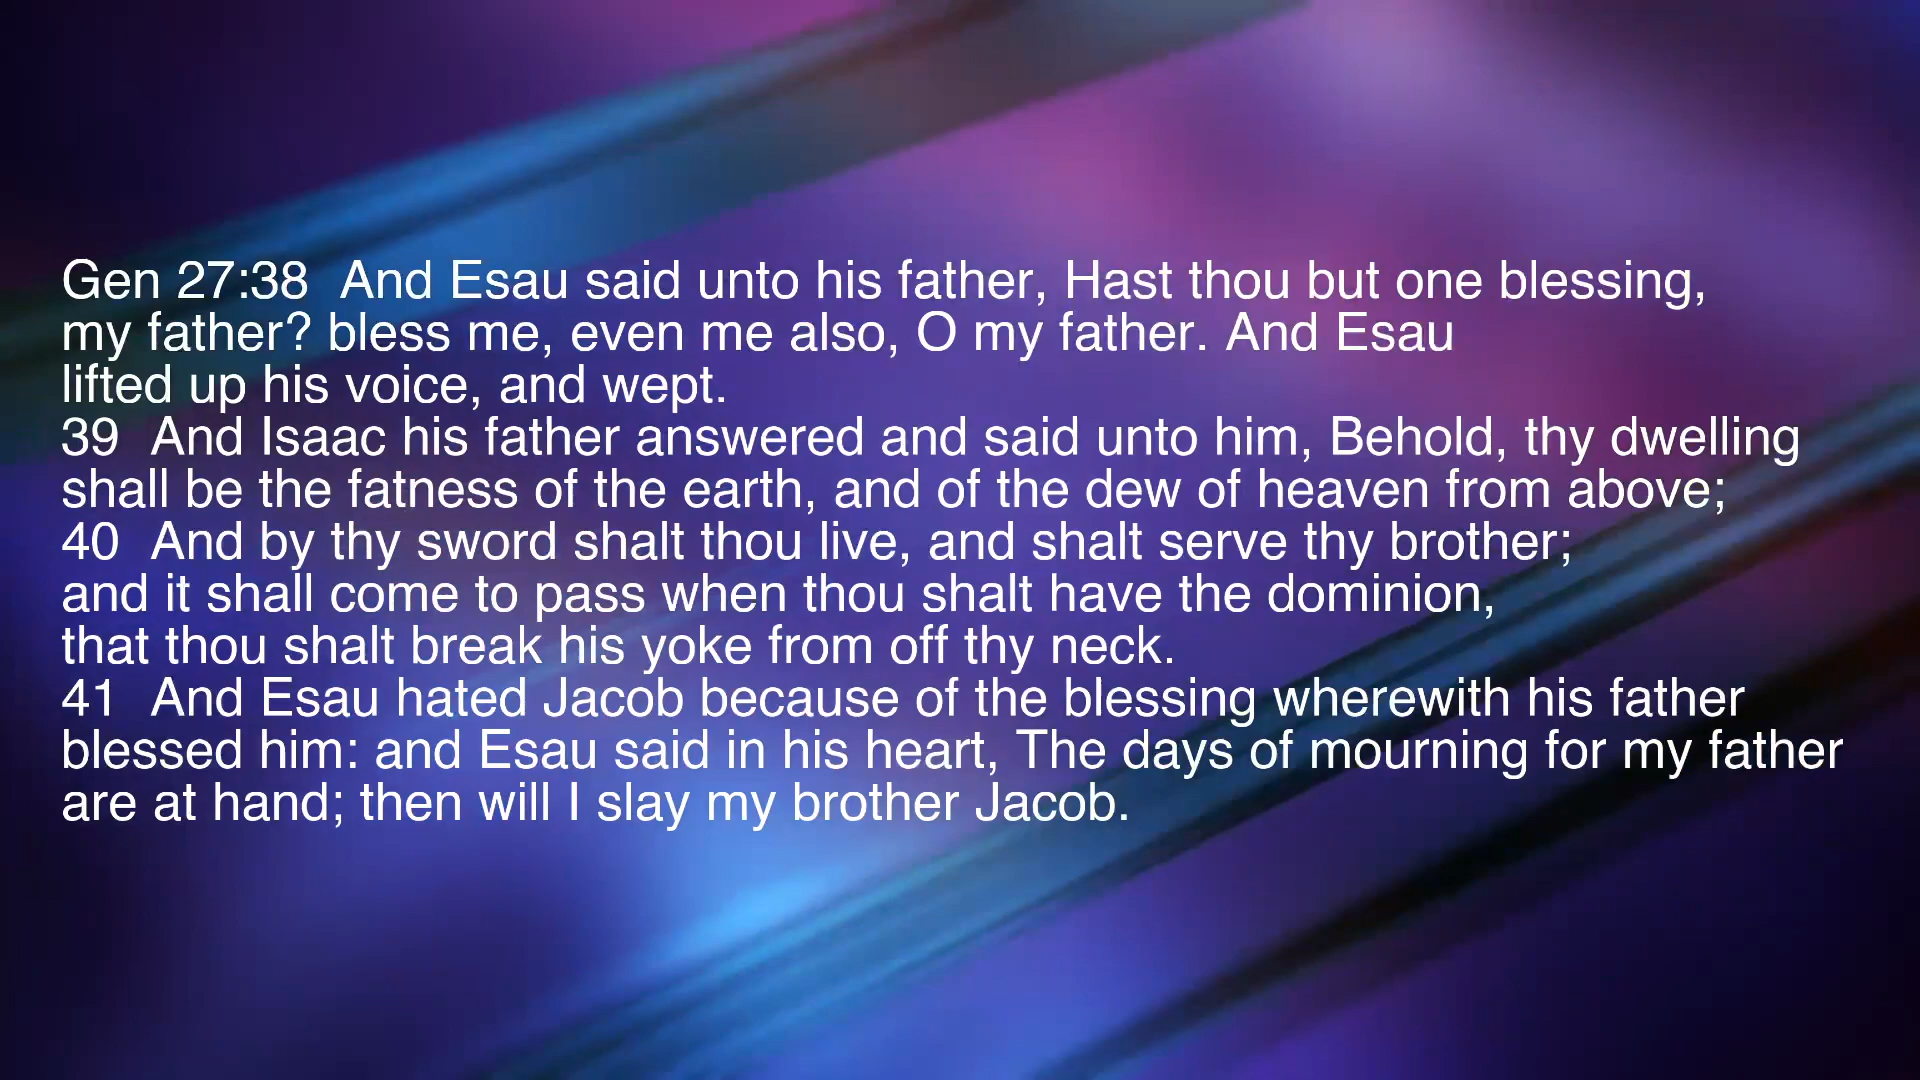 Gen 27:38  And Esau said unto his father, Hast thou but one blessing,
my father? bless me, even me also, O my father. And Esau
lifted up his voice, and wept.
39  And Isaac his father answered and said unto him, Behold, thy dwelling
shall be the fatness of the earth, and of the dew of heaven from above;
40  And by thy sword shalt thou live, and shalt serve thy brother;
and it shall come to pass when thou shalt have the dominion,
that thou shalt break his yoke from off thy neck.
41  And Esau hated Jacob because of the blessing wherewith his father
blessed him: and Esau said in his heart, The days of mourning for my father
are at hand; then will I slay my brother Jacob.